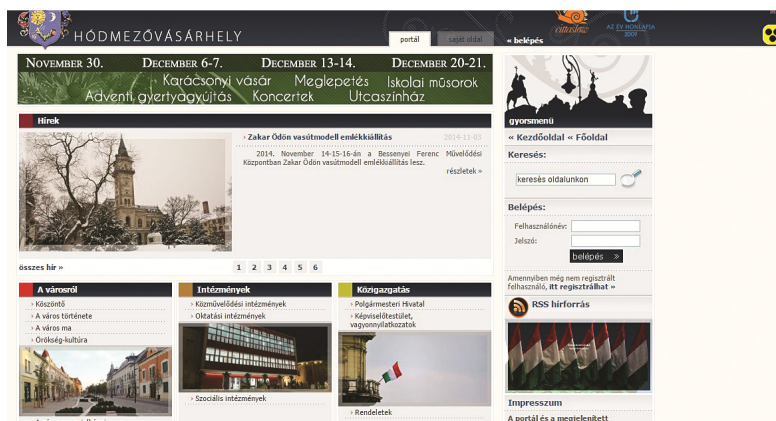 HÓDMEZŐVÁSÁRHELY
portál
saját oldal
« belépés
cittaslow
AZ ÉV HONLAPJA
2009
NOVEMBER 30. DECEMBER 6-7. DECEMBER 13-14. DECEMBER 20-21.
Karácsonyi vásár Meglepetés Iskolai műsorok
Adventi gyertyagyújtás Koncertek Utcaszínház
Hírek
› Zakar Ödön vasútmodell emlékkiállítás 2014-11-03
2014. November 14-15-16-án a Bessenyei Ferenc Művelődési
Központban Zakar Ödön vasútmodell emlékkiállítás lesz.
részletek »
összes hír »
1 2 3 4 5 6
A városról
› Köszöntő
› A város története
› A város ma
› Örökség-kultúra
Intézmények
› Közművelődési intézmények
› Oktatási intézmények
› Szociális intézmények
Közigazgatás
› Polgármesteri Hivatal
› Képviselőtestület,
vagyonnyilatkozatok
› Rendeletek
gyorsmenü
« Kezdőoldal « Főoldal
Keresés:
keresés oldalunkon
Belépés:
Felhasználónév:
Jelszó:
belépés »
Amennyiben még nem regisztrált
felhasználó, itt regisztrálhat »
RSS hírforrás
Impresszum
A portál és a megjelenített